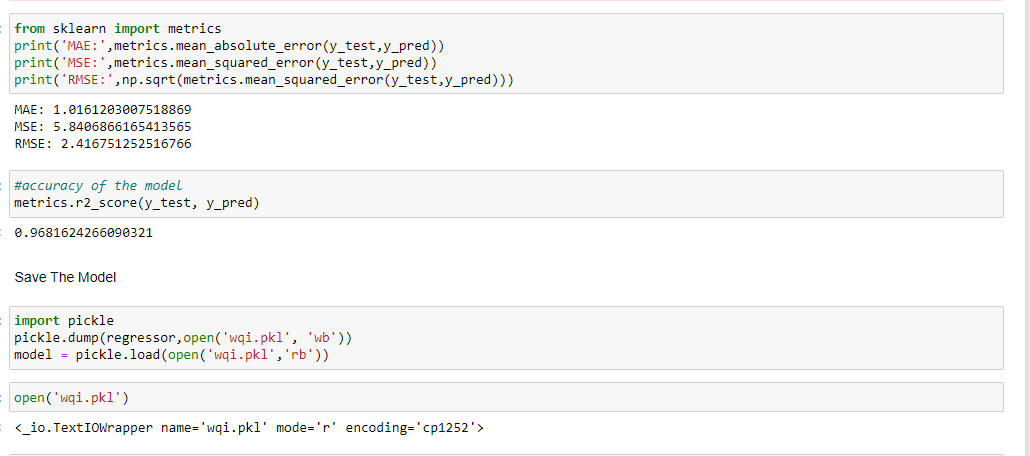 from sklearn import metrics
print('MAE:',metrics.mean_absolute_error(y_test,y_pred))
print('MSE:',metrics.mean_squared_error(y_test,y_pred))
print('RMSE:',np.sqrt(metrics.mean_squared_error(y_test,y_pred)))
MAE: 1.0161203007518869
MSE: 5.8406866165413565
RMSE: 2.416751252516766
#accuracy of the model
metrics.r2_score(y_test, y_pred)
0.9681624266090321
Save The Model
import pickle
pickle.dump(regressor,open('wqi.pkl', 'wb'))
model = pickle.load(open('wqi.pkl','rb'))
open('wqi.pkl')
<_io.TextIOWrapper name='wqi.pkl' mode='r' encoding='cp1252'>